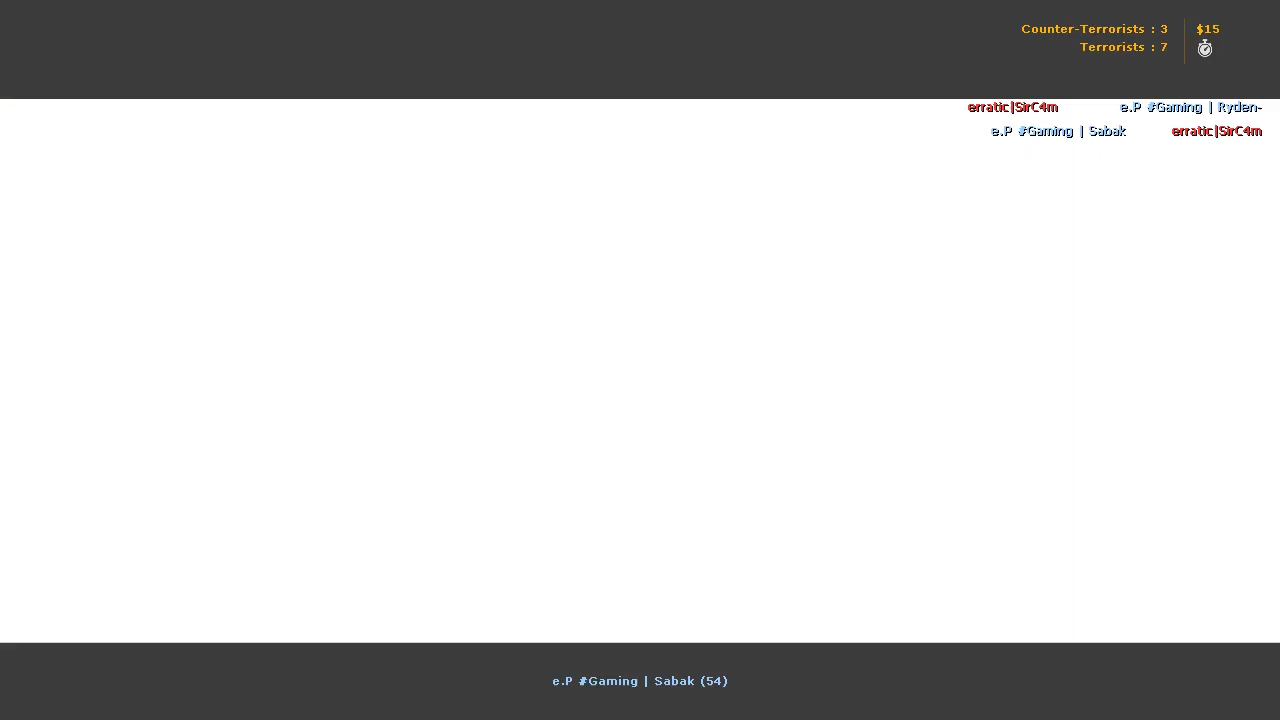 Counter-Terrorists : 3 $15
Terrorists : 7
erratic|SirC4m e.P #Gaming | Ryden-
e.P #Gaming | Sabak erratic|SirC4m
e.P #Gaming | Sabak (54)